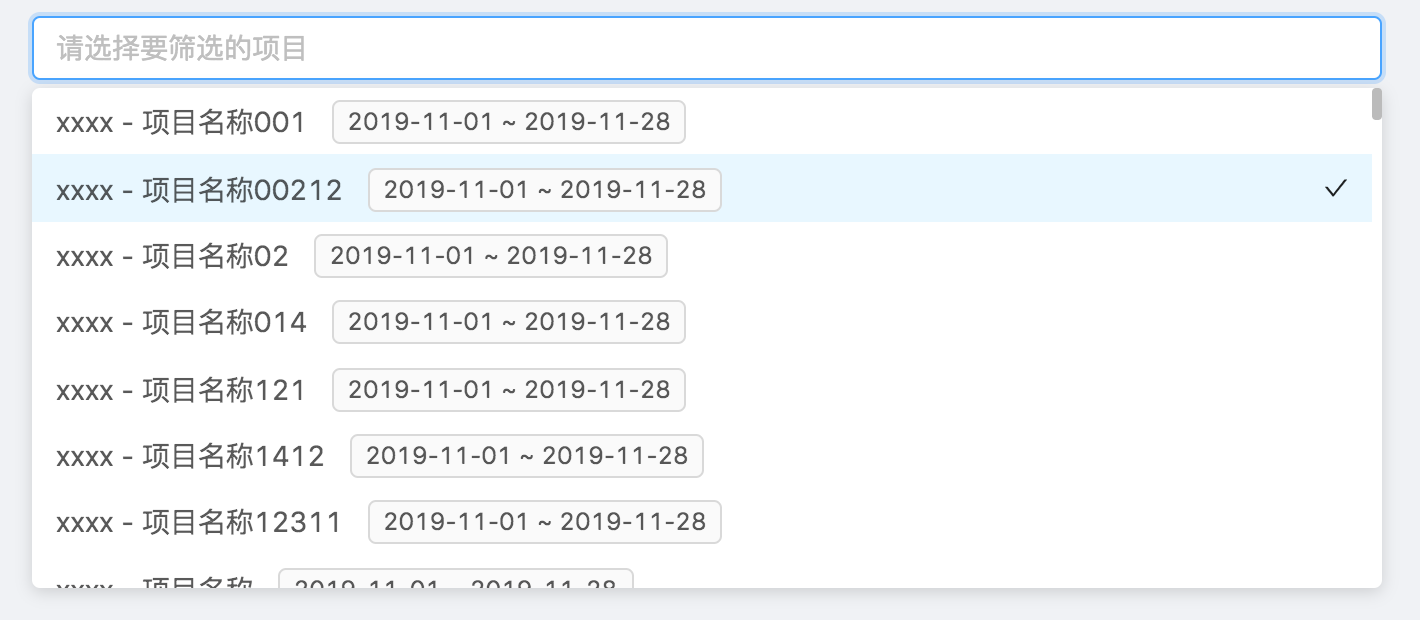 请选择要筛选的项目
xxxx - 项目名称001 2019-11-01 ~ 2019-11-28
xxxx - 项目名称00212 2019-11-01 ~ 2019-11-28
xxxx - 项目名称02 2019-11-01 ~ 2019-11-28
xxxx - 项目名称014 2019-11-01 ~ 2019-11-28
xxxx - 项目名称121 2019-11-01 ~ 2019-11-28
xxxx - 项目名称1412 2019-11-01 ~ 2019-11-28
xxxx - 项目名称12311 2019-11-01 ~ 2019-11-28
xxxx - 项目名称 2019-11-01 ~ 2019-11-28